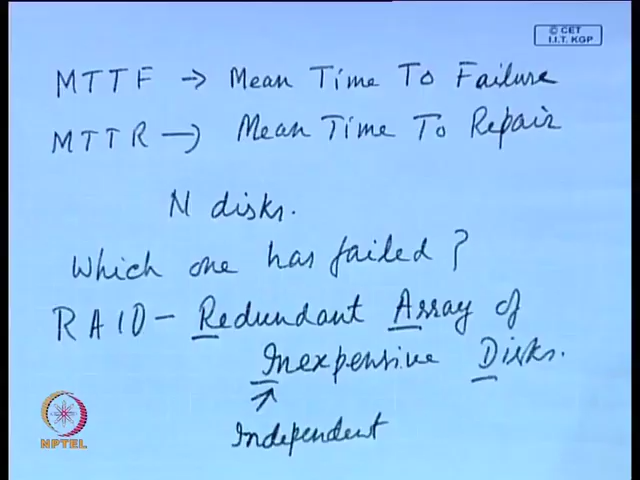 © CET
I.I.T. KGP
MTTF → Mean Time To Failure
MTTR → Mean Time To Repair
N disks.
Which one has failed?
RAID - Redundant Array of
Inexpensive Disks.
Independent
NPTEL